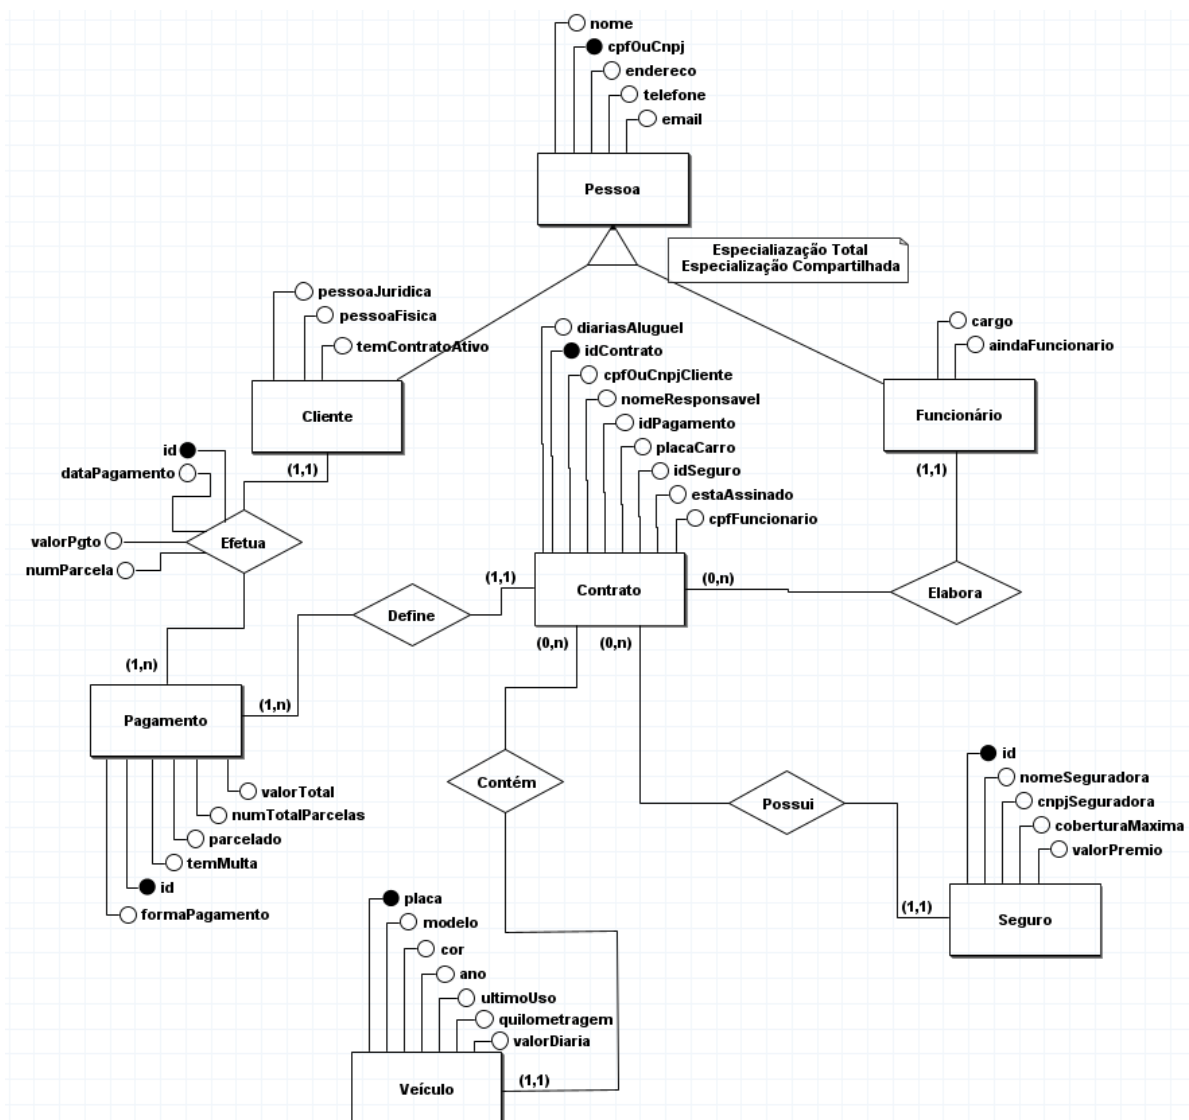 nome
cpfOuCnpj
endereco
telefone
email
Pessoa
Especialiazação Total
Especialização Compartilhada
pessoaJuridica
pessoaFisica
temContratoAtivo
Cliente
(1,1)
diariasAluguel
idContrato
cpfOuCnpjCliente
nomeResponsavel
idPagamento
placaCarro
idSeguro
estaAssinado
cpfFuncionario
Contrato
cargo
aindaFuncionario
Funcionário
(1,1)
id
dataPagamento
valorPgto
numParcela
Efetua
(1,n)
Define
(1,1)
(0,n)
Elabora
(0,n)
(0,n)
Pagamento
(1,n)
valorTotal
numTotalParcelas
parcelado
temMulta
id
formaPagamento
Contém
Possui
id
nomeSeguradora
cnpjSeguradora
coberturaMaxima
valorPremio
(1,1)
Seguro
placa
modelo
cor
ano
ultimoUso
quilometragem
valorDiaria
Veículo
(1,1)